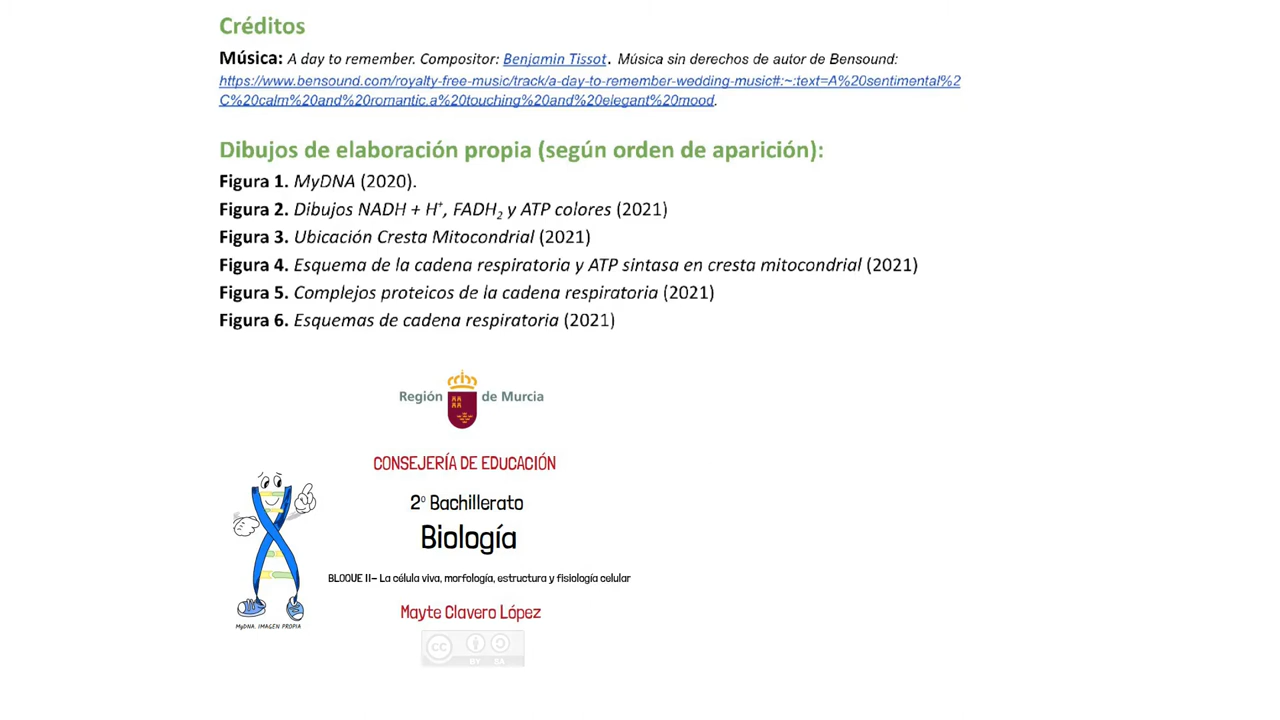 Créditos
Música: A day to remember. Compositor: Benjamin Tissot. Música sin derechos de autor de Bensound:
https://www.bensound.com/royalty-free-music/track/a-day-to-remember-wedding-music#:~:text=A%20sentimental%2
C%20calm%20and%20romantic,a%20touching%20and%20elegant%20mood.
Dibujos de elaboración propia (según orden de aparición):
Figura 1. MyDNA (2020).
Figura 2. Dibujos NADH + H⁺, FADH₂ y ATP colores (2021)
Figura 3. Ubicación Cresta Mitocondrial (2021)
Figura 4. Esquema de la cadena respiratoria y ATP sintasa en cresta mitocondrial (2021)
Figura 5. Complejos proteicos de la cadena respiratoria (2021)
Figura 6. Esquemas de cadena respiratoria (2021)
Región de Murcia
CONSEJERÍA DE EDUCACIÓN
2º Bachillerato
Biología
BLOQUE II– La célula viva, morfología, estructura y fisiología celular
Mayte Clavero López
MyDNA. IMAGEN PROPIA
CC BY SA